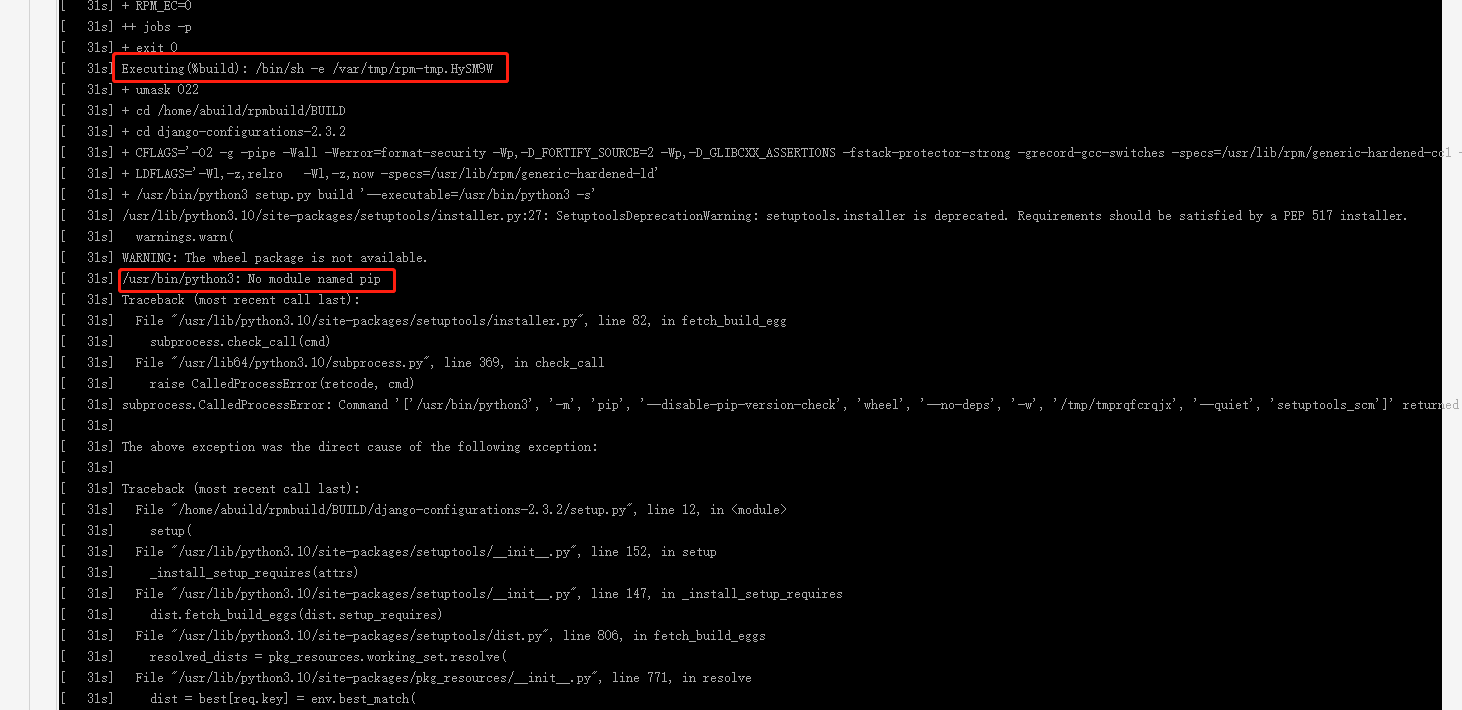 [   31s] + RPM_EC=0
[   31s] ++ jobs -p
[   31s] + exit 0
[   31s] Executing(%build): /bin/sh -e /var/tmp/rpm-tmp.HySM9W
[   31s] + umask 022
[   31s] + cd /home/abuild/rpmbuild/BUILD
[   31s] + cd django-configurations-2.3.2
[   31s] + CFLAGS='-O2 -g -pipe -Wall -Werror=format-security -Wp,-D_FORTIFY_SOURCE=2 -Wp,-D_GLIBCXX_ASSERTIONS -fstack-protector-strong -grecord-gcc-switches -specs=/usr/lib/rpm/generic-hardened-cc1 -
[   31s] + LDFLAGS='-Wl,-z,relro   -Wl,-z,now -specs=/usr/lib/rpm/generic-hardened-ld'
[   31s] + /usr/bin/python3 setup.py build '--executable=/usr/bin/python3 -s'
[   31s] /usr/lib/python3.10/site-packages/setuptools/installer.py:27: SetuptoolsDeprecationWarning: setuptools.installer is deprecated. Requirements should be satisfied by a PEP 517 installer.
[   31s]   warnings.warn(
[   31s] WARNING: The wheel package is not available.
[   31s] /usr/bin/python3: No module named pip
[   31s] Traceback (most recent call last):
[   31s]   File "/usr/lib/python3.10/site-packages/setuptools/installer.py", line 82, in fetch_build_egg
[   31s]     subprocess.check_call(cmd)
[   31s]   File "/usr/lib64/python3.10/subprocess.py", line 369, in check_call
[   31s]     raise CalledProcessError(retcode, cmd)
[   31s] subprocess.CalledProcessError: Command '['/usr/bin/python3', '-m', 'pip', '--disable-pip-version-check', 'wheel', '--no-deps', '-w', '/tmp/tmprqfcrqjx', '--quiet', 'setuptools_scm']' returned
[   31s]
[   31s] The above exception was the direct cause of the following exception:
[   31s]
[   31s] Traceback (most recent call last):
[   31s]   File "/home/abuild/rpmbuild/BUILD/django-configurations-2.3.2/setup.py", line 12, in <module>
[   31s]     setup(
[   31s]   File "/usr/lib/python3.10/site-packages/setuptools/__init__.py", line 152, in setup
[   31s]     _install_setup_requires(attrs)
[   31s]   File "/usr/lib/python3.10/site-packages/setuptools/__init__.py", line 147, in _install_setup_requires
[   31s]     dist.fetch_build_eggs(dist.setup_requires)
[   31s]   File "/usr/lib/python3.10/site-packages/setuptools/dist.py", line 806, in fetch_build_eggs
[   31s]     resolved_dists = pkg_resources.working_set.resolve(
[   31s]   File "/usr/lib/python3.10/site-packages/pkg_resources/__init__.py", line 771, in resolve
[   31s]     dist = best[req.key] = env.best_match(